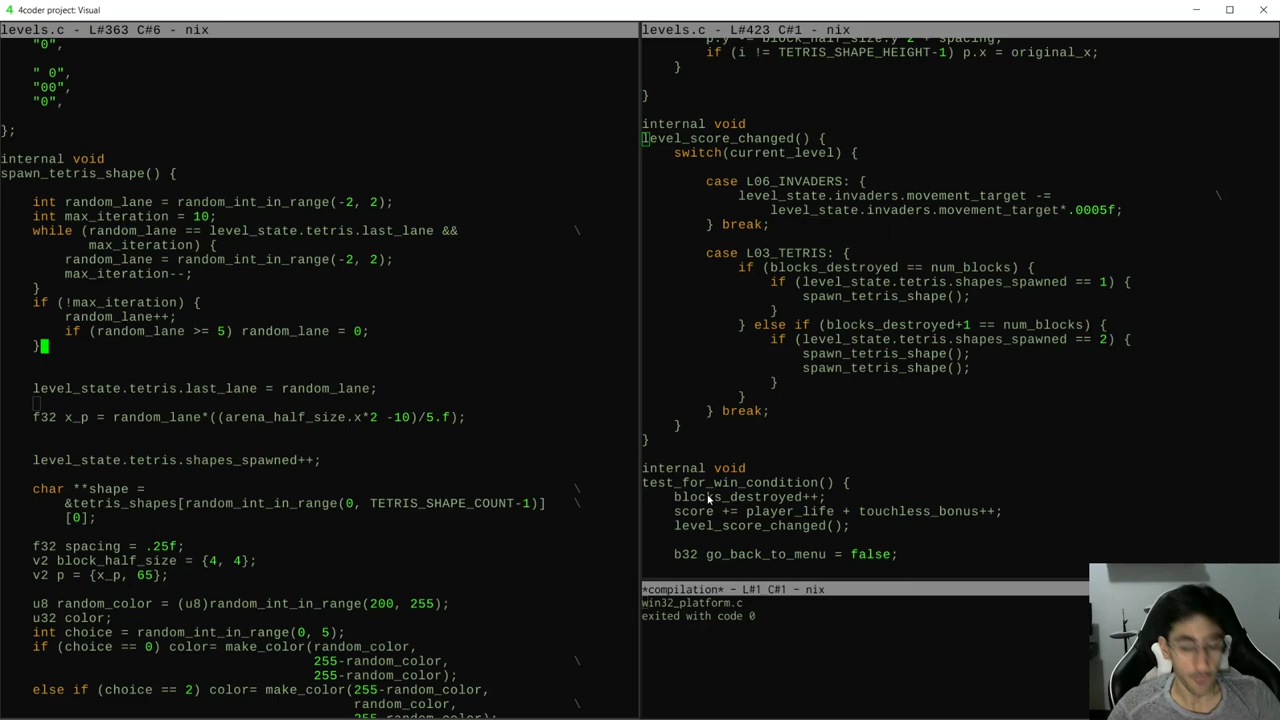 4 4coder project: Visual
levels.c - L#363 C#6 - nix
"0",
" 0",
"00",
"0",
};
internal void
spawn_tetris_shape() {
int random_lane = random_int_in_range(-2, 2);
int max_iteration = 10;
while (random_lane == level_state.tetris.last_lane && \
max_iteration) {
random_lane = random_int_in_range(-2, 2);
max_iteration--;
}
if (!max_iteration) {
random_lane++;
if (random_lane >= 5) random_lane = 0;
}
level_state.tetris.last_lane = random_lane;
f32 x_p = random_lane*((arena_half_size.x*2 -10)/5.f);
level_state.tetris.shapes_spawned++;
char **shape = \
&tetris_shapes[random_int_in_range(0, TETRIS_SHAPE_COUNT-1)] \
[0];
f32 spacing = .25f;
v2 block_half_size = {4, 4};
v2 p = {x_p, 65};
u8 random_color = (u8)random_int_in_range(200, 255);
u32 color;
int choice = random_int_in_range(0, 5);
if (choice == 0) color= make_color(random_color,
255-random_color, \
255-random_color);
else if (choice == 2) color= make_color(255-random_color,
random_color, \
255-random_color);
levels.c - L#423 C#1 - nix
p.y -= block_half_size.y*2 + spacing;
if (i != TETRIS_SHAPE_HEIGHT-1) p.x = original_x;
}
}
internal void
level_score_changed() {
switch(current_level) {
case L06_INVADERS: {
level_state.invaders.movement_target -= \
level_state.invaders.movement_target*.0005f;
} break;
case L03_TETRIS: {
if (blocks_destroyed == num_blocks) {
if (level_state.tetris.shapes_spawned == 1) {
spawn_tetris_shape();
}
} else if (blocks_destroyed+1 == num_blocks) {
if (level_state.tetris.shapes_spawned == 2) {
spawn_tetris_shape();
spawn_tetris_shape();
}
}
} break;
}
}
internal void
test_for_win_condition() {
blocks_destroyed++;
score += player_life + touchless_bonus++;
level_score_changed();
b32 go_back_to_menu = false;
*compilation* - L#1 C#1 - nix
win32_platform.c
exited with code 0